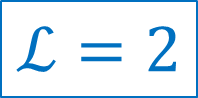 ℒ = 2